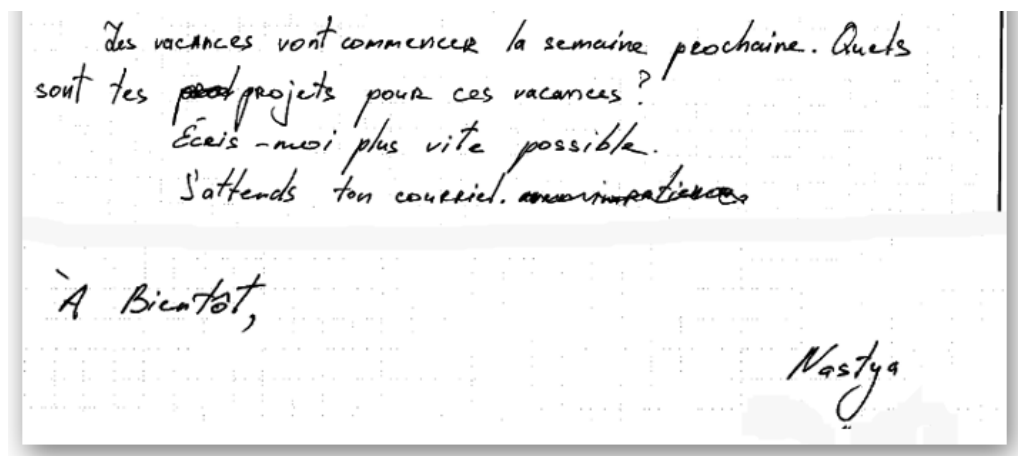 Les vacances vont commencer la semaine prochaine. Quels
sont tes projets pour ces vacances?
Écris-moi plus vite possible.
J'attends ton courriel.
À Bientôt,
Nastya